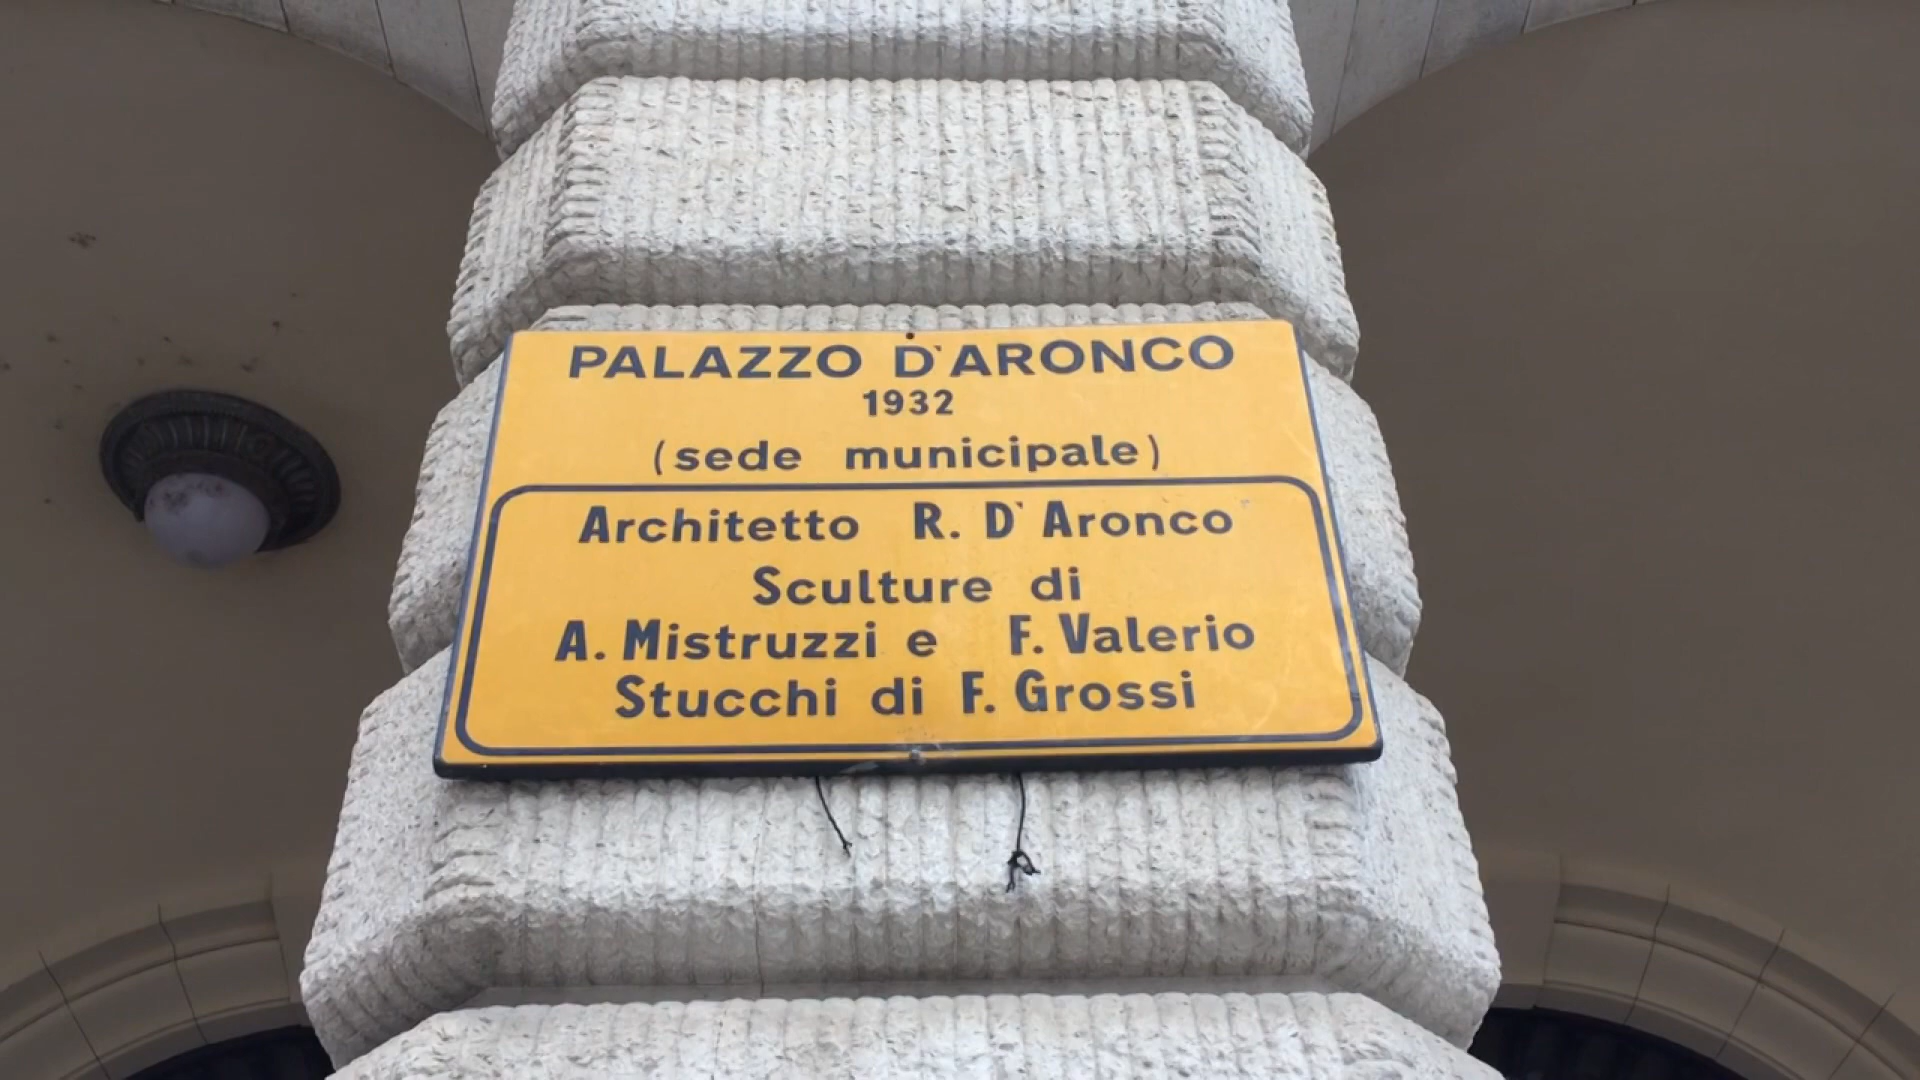 PALAZZO D'ARONCO
1932
(sede municipale)
Architetto R. D'Aronco
Sculture di
A. Mistruzzi e F. Valerio
Stucchi di F. Grossi